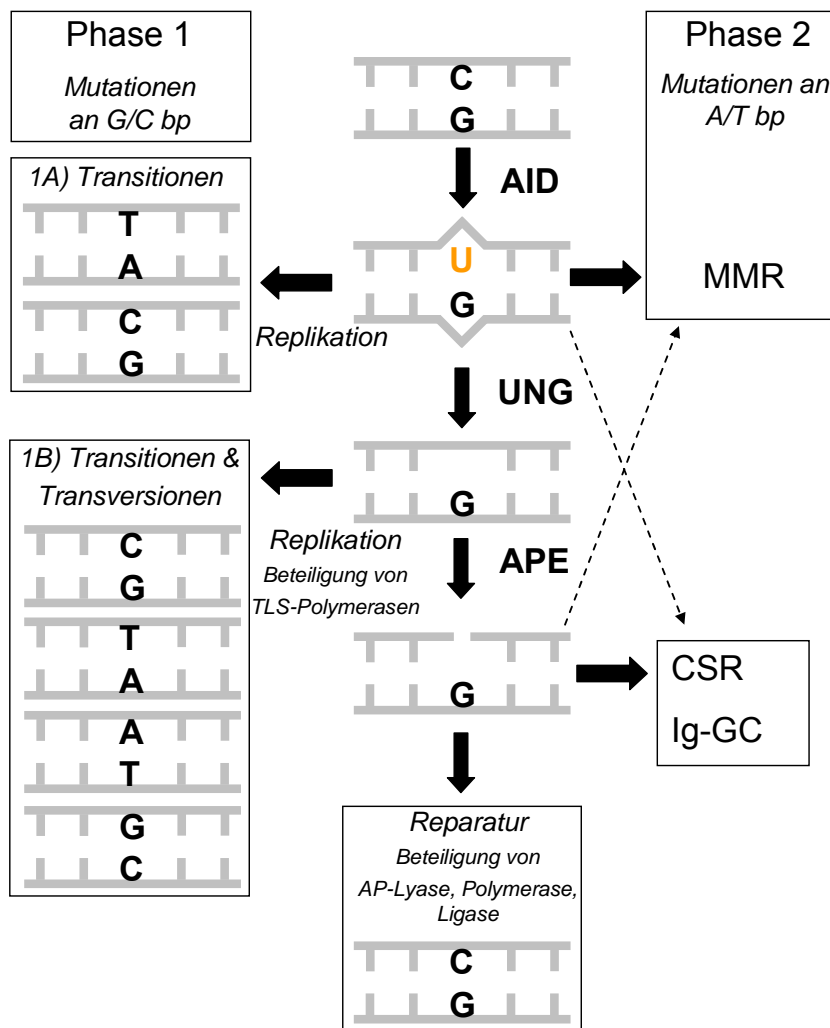 Phase 1
Mutationen
an G/C bp
1A) Transitionen
T
A
C
G
C
G
AID
U
G
Replikation
Phase 2
Mutationen an
A/T bp
MMR
UNG
1B) Transitionen &
Transversionen
C
G
T
A
A
T
G
C
G
Replikation
Beteiligung von
TLS-Polymerasen
APE
G
CSR
Ig-GC
Reparatur
Beteiligung von
AP-Lyase, Polymerase,
Ligase
C
G